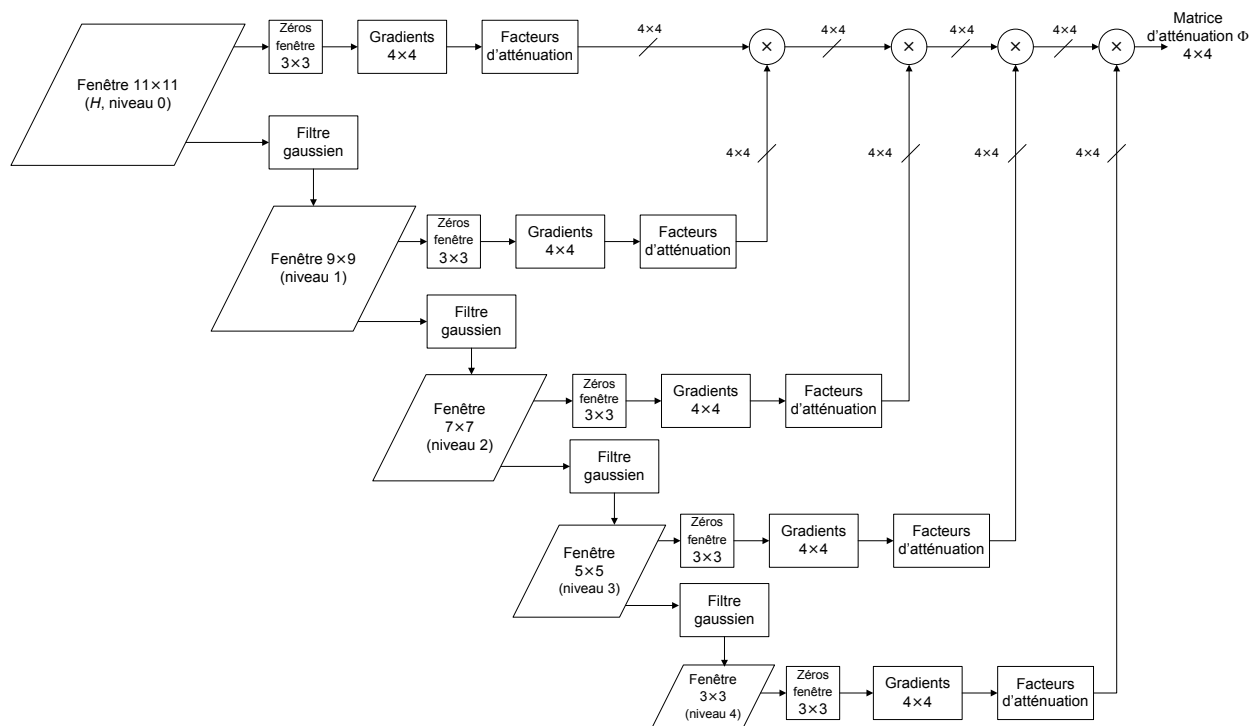 Zéros
fenêtre
3×3
Gradients
4×4
Facteurs
d'atténuation
4×4
×
4×4
×
4×4
×
4×4
×
Matrice
d'atténuation Φ
4×4
Fenêtre 11×11
(H, niveau 0)
Filtre
gaussien
4×4
4×4
4×4
4×4
Fenêtre 9×9
(niveau 1)
Zéros
fenêtre
3×3
Gradients
4×4
Facteurs
d'atténuation
Filtre
gaussien
Fenêtre
7×7
(niveau 2)
Zéros
fenêtre
3×3
Gradients
4×4
Facteurs
d'atténuation
Filtre
gaussien
Fenêtre
5×5
(niveau 3)
Zéros
fenêtre
3×3
Gradients
4×4
Facteurs
d'atténuation
Filtre
gaussien
Fenêtre
3×3
(niveau 4)
Zéros
fenêtre
3×3
Gradients
4×4
Facteurs
d'atténuation